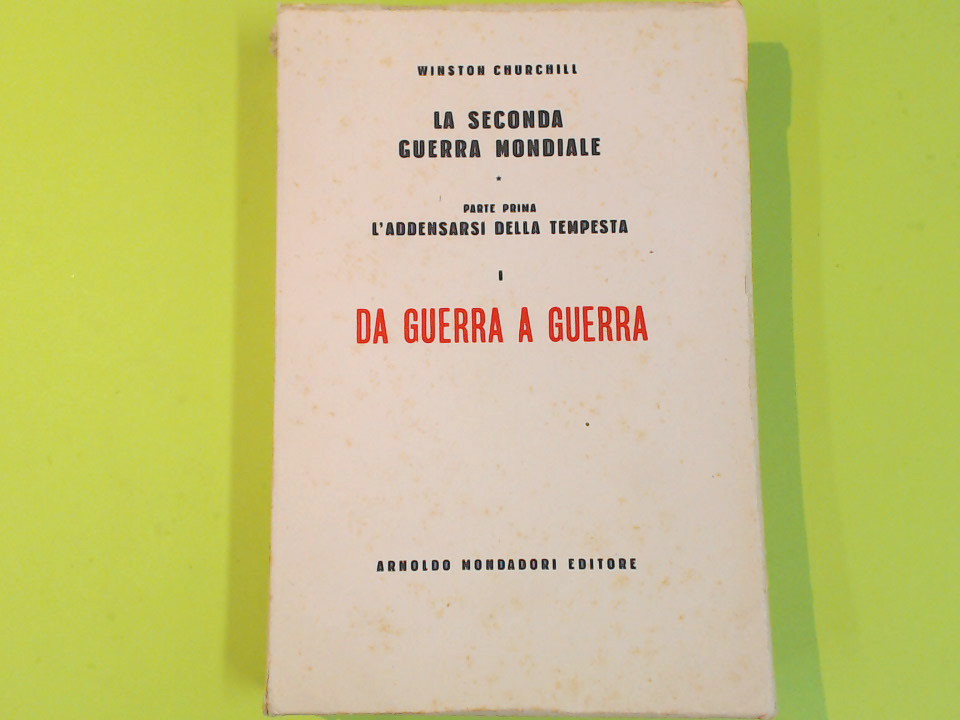 WINSTON CHURCHILL
LA SECONDA
GUERRA MONDIALE
*
PARTE PRIMA
L'ADDENSARSI DELLA TEMPESTA
I
DA GUERRA A GUERRA
ARNOLDO MONDADORI EDITORE